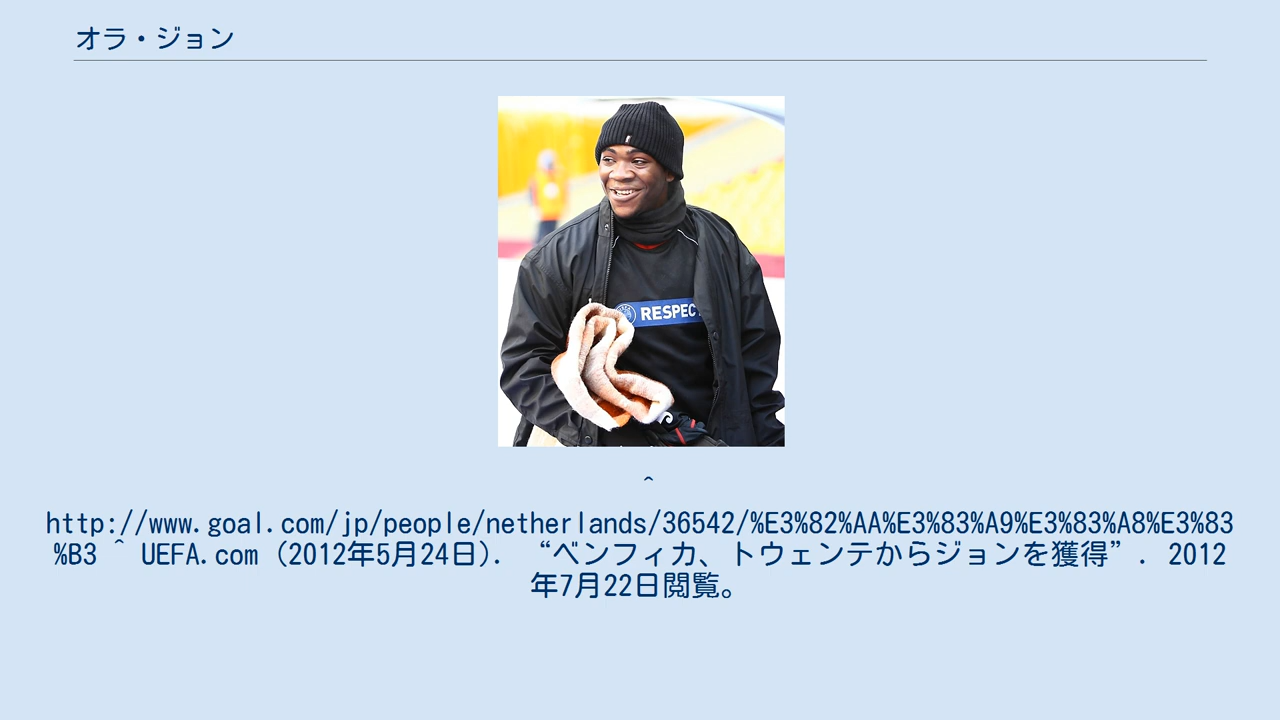 オラ・ジョン
RESPEC
^
http://www.goal.com/jp/people/netherlands/36542/%E3%82%AA%E3%83%A9%E3%83%A8%E3%83
%B3 ^ UEFA.com (2012年5月24日). “ベンフィカ、トウェンテからジョンを獲得”. 2012
年7月22日閲覧。